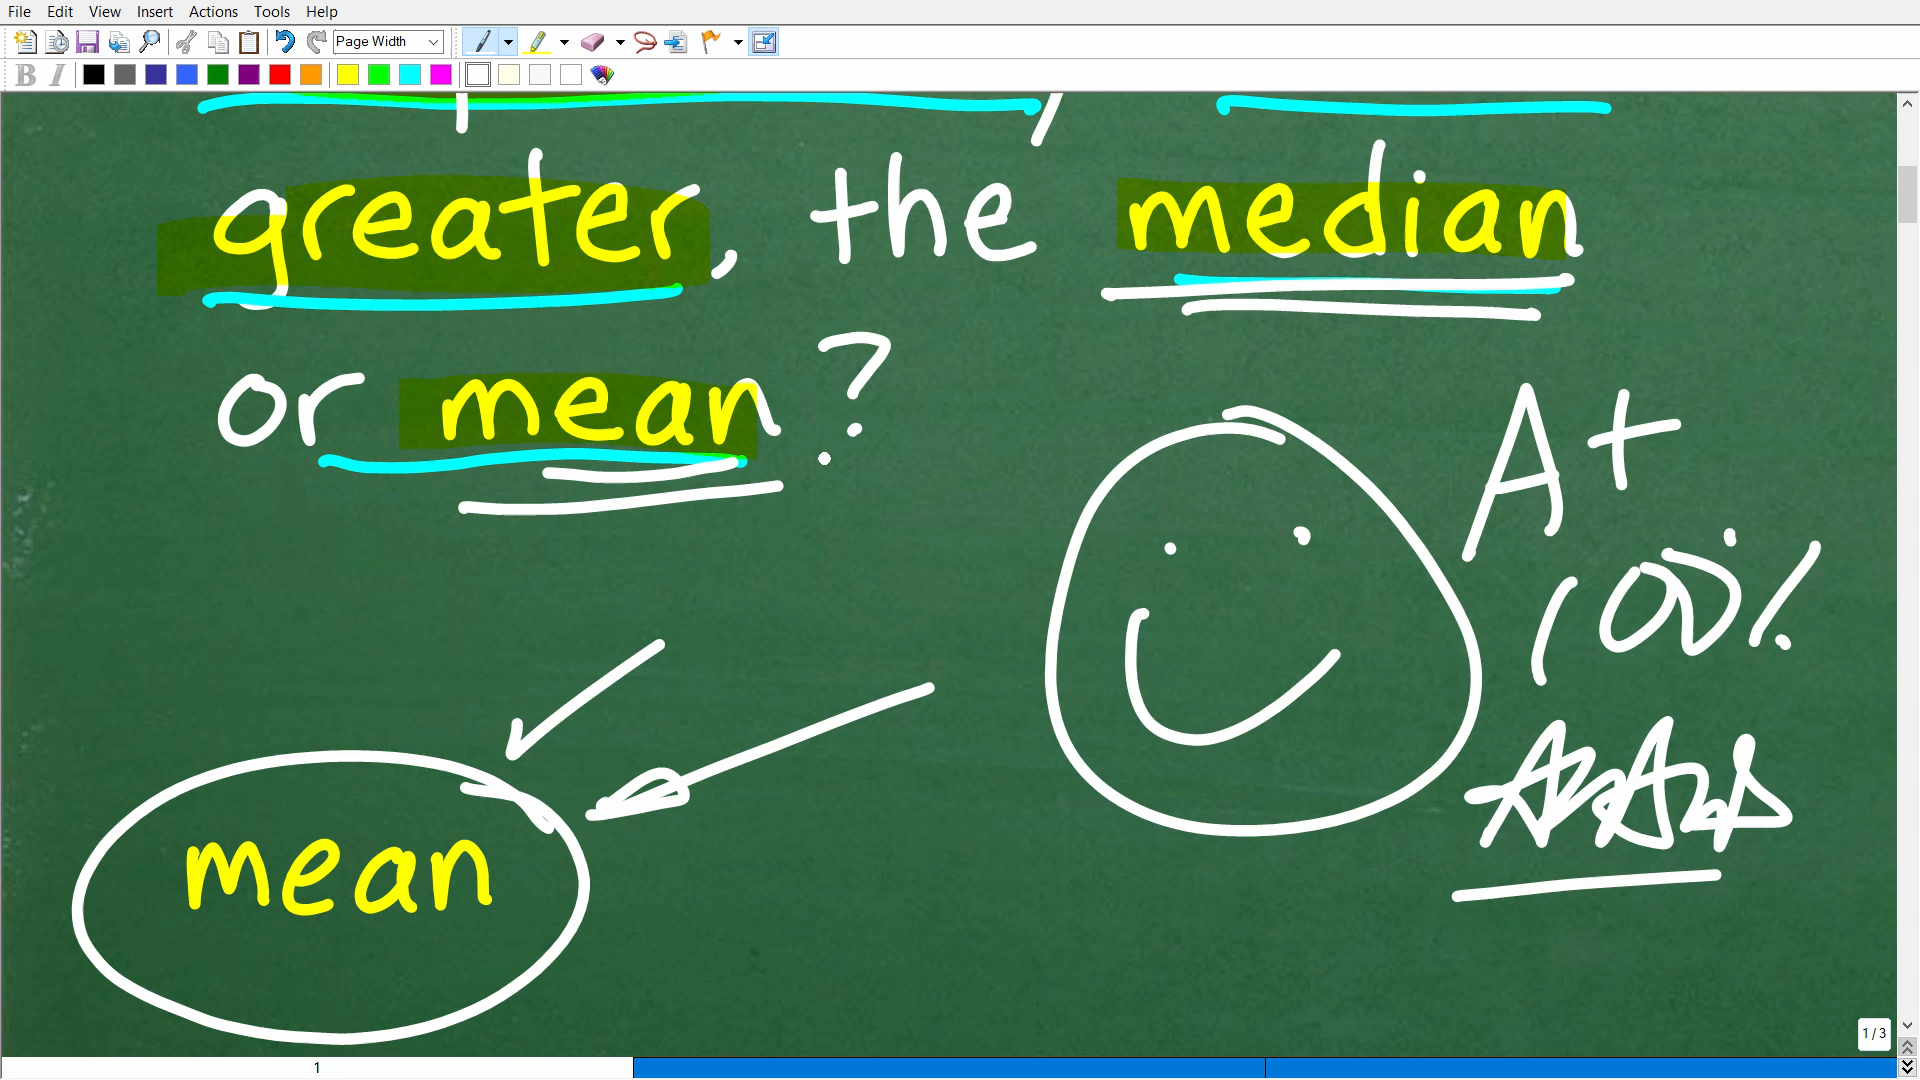 File Edit View Insert Actions Tools Help
Page Width
B I
greater, the median
or mean?
A+
100%
mean
1 / 3
1